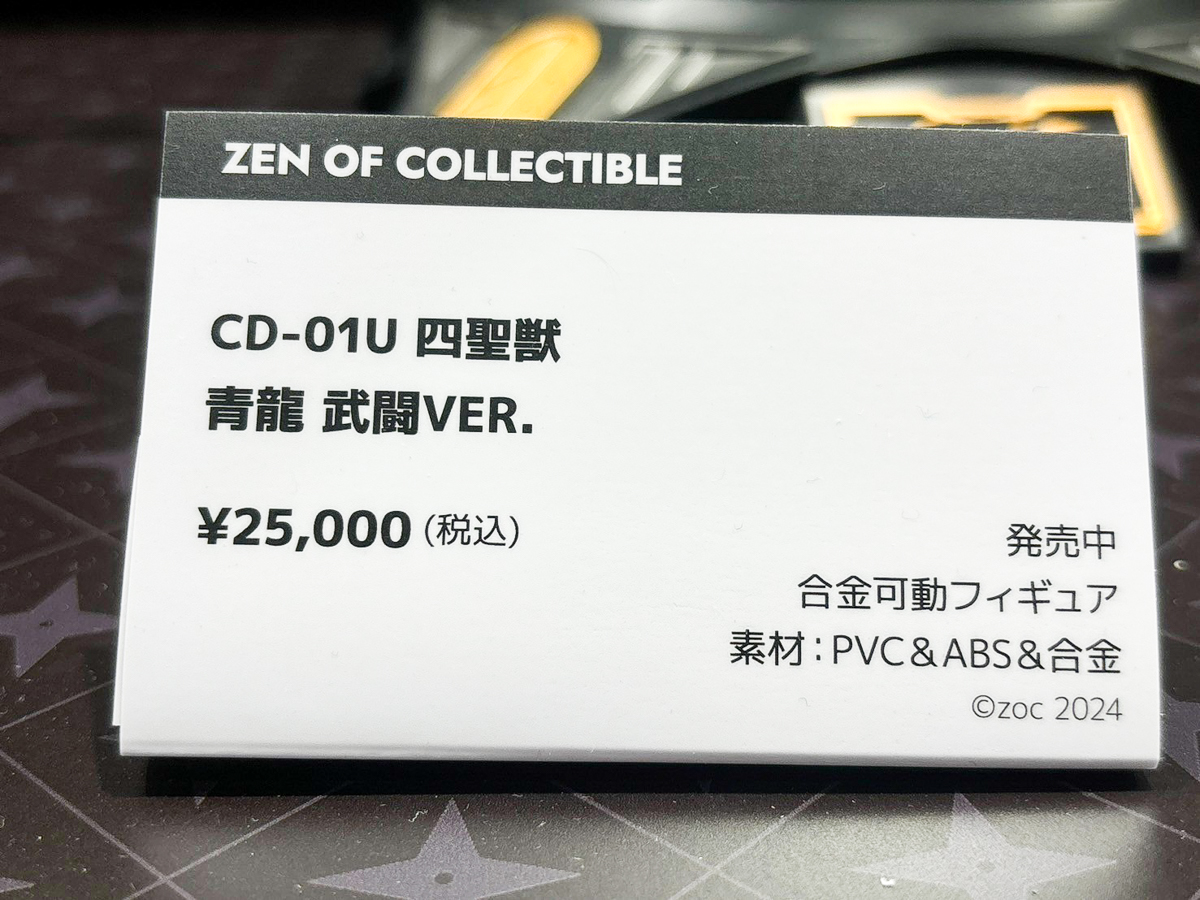 ZEN OF COLLECTIBLE
CD-01U 四聖獣
青龍 武闘VER.
¥25,000 (税込)
発売中
合金可動フィギュア
素材：PVC＆ABS＆合金
©zoc 2024